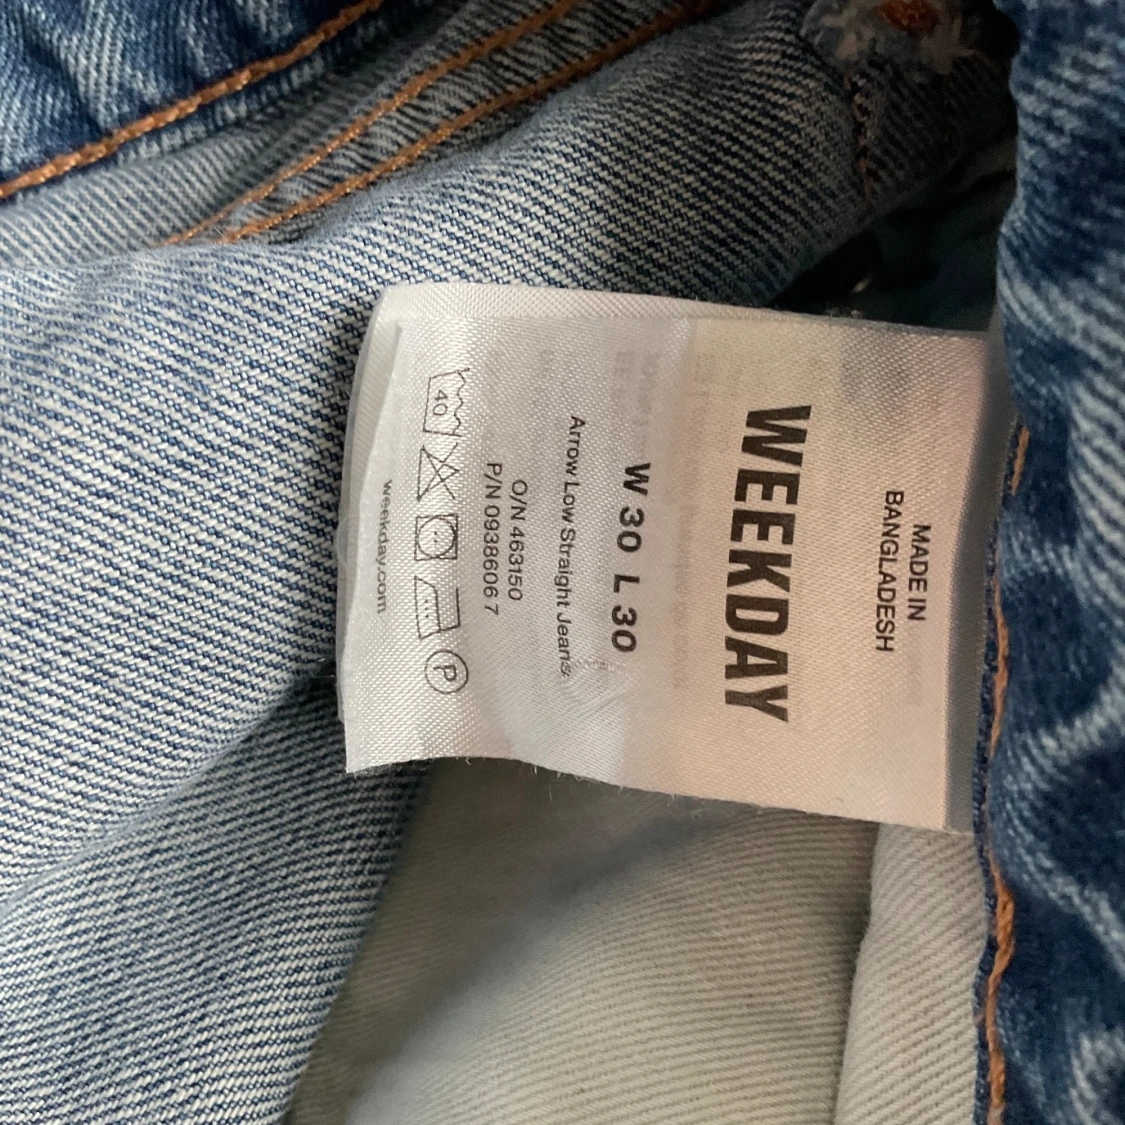 MADE IN
BANGLADESH
WEEKDAY
W 30 L 30
Arrow Low Straight Jeans
O/N 463150
P/N 0938606 7
40
P
weekday.com